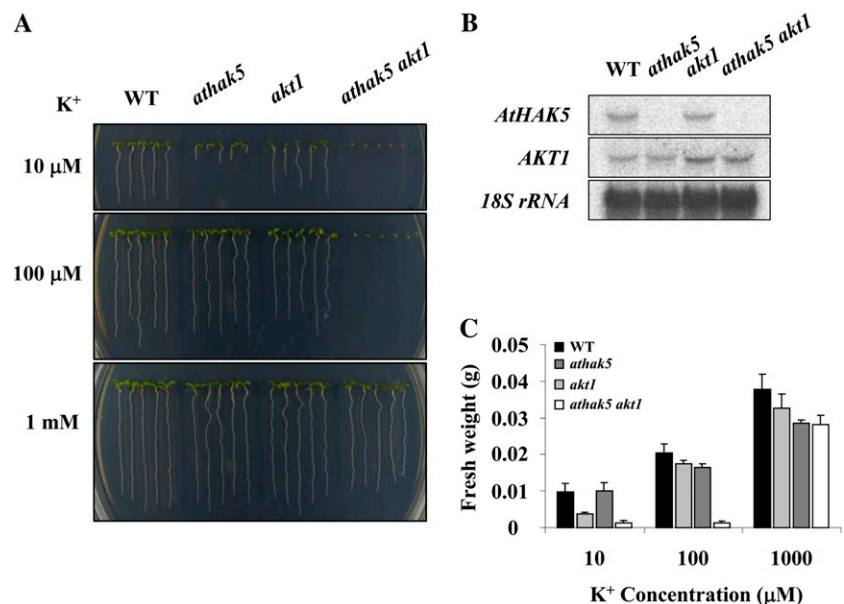 A
K⁺
WT
athak5
akt1
athak5 akt1
10 μM
100 μM
1 mM
B
WT
athak5
akt1
athak5 akt1
AtHAK5
AKT1
18S rRNA
C
WT
athak5
akt1
athak5 akt1
Fresh weight (g)
0.05
0.04
0.03
0.02
0.01
0
10
100
1000
K⁺ Concentration (μM)